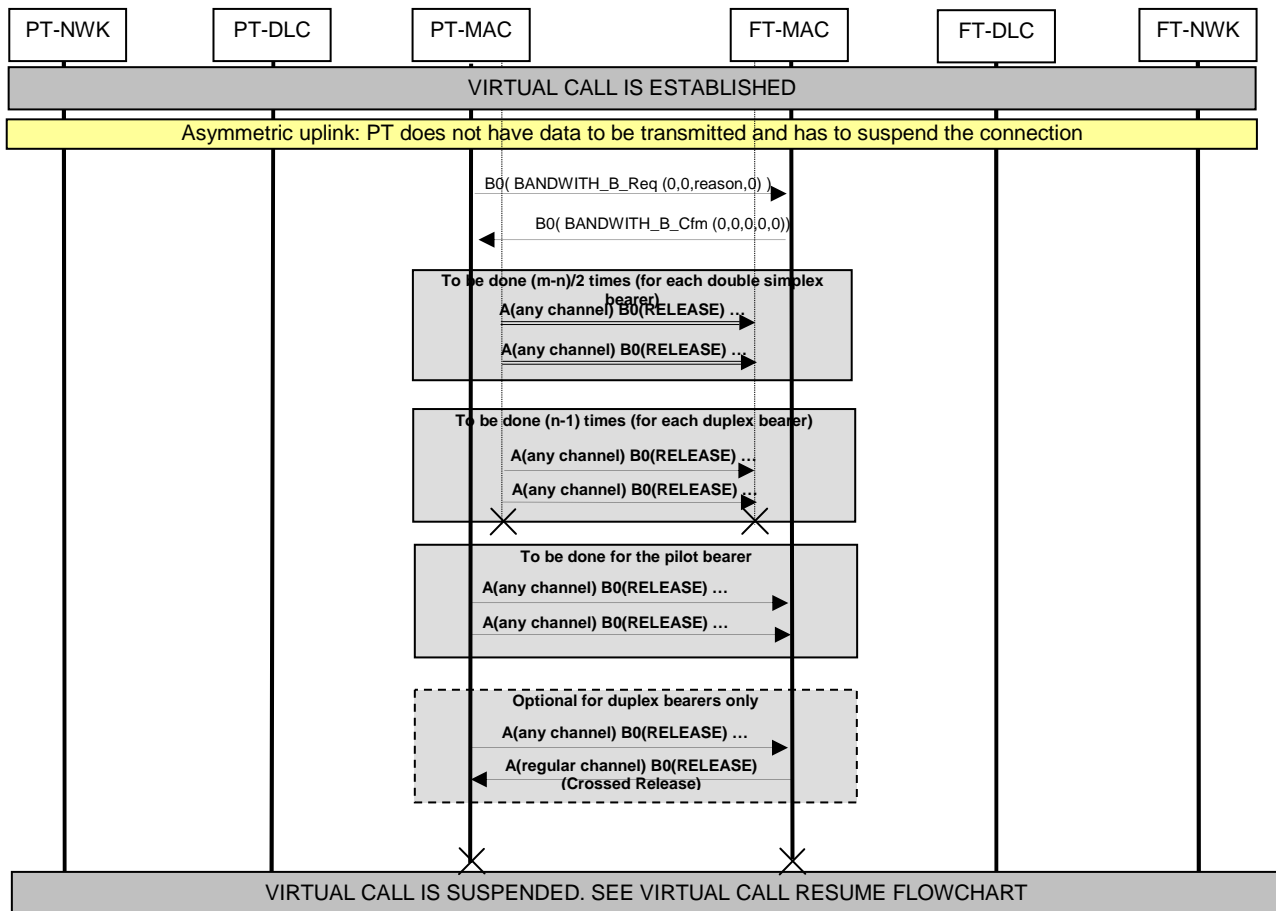 PT-NWK PT-DLC PT-MAC FT-MAC FT-DLC FT-NWK
VIRTUAL CALL IS ESTABLISHED
Asymmetric uplink: PT does not have data to be transmitted and has to suspend the connection
B0( BANDWITH_B_Req (0,0,reason,0) )
B0( BANDWITH_B_Cfm (0,0,0,0,0))
To be done (m-n)/2 times (for each double simplex
bearer)
A(any channel) B0(RELEASE) …
A(any channel) B0(RELEASE) …
To be done (n-1) times (for each duplex bearer)
A(any channel) B0(RELEASE) …
A(any channel) B0(RELEASE) …
To be done for the pilot bearer
A(any channel) B0(RELEASE) …
A(any channel) B0(RELEASE) …
Optional for duplex bearers only
A(any channel) B0(RELEASE) …
A(regular channel) B0(RELEASE)
(Crossed Release)
VIRTUAL CALL IS SUSPENDED. SEE VIRTUAL CALL RESUME FLOWCHART